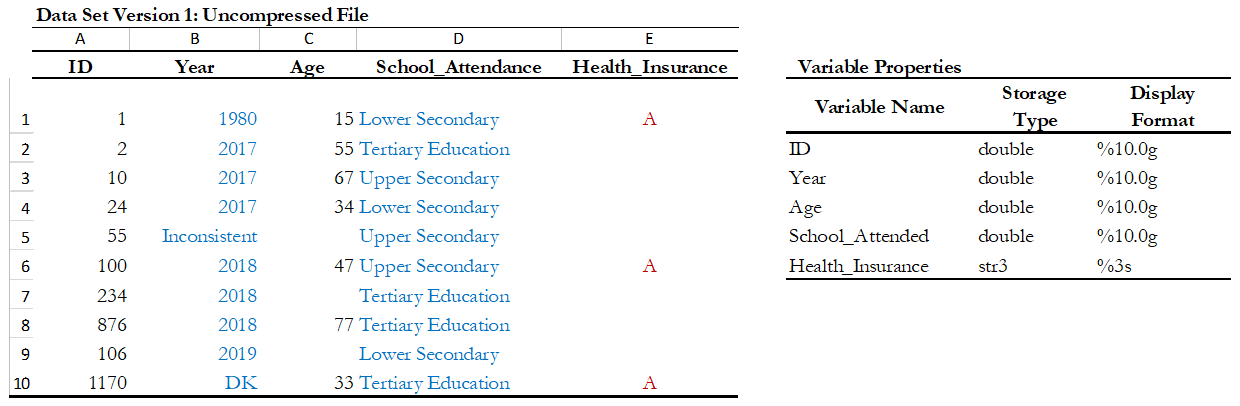 Data Set Version 1: Uncompressed File
A B C D E
ID Year Age School_Attendance Health_Insurance
1 1 1980 15 Lower Secondary A
2 2 2017 55 Tertiary Education
3 10 2017 67 Upper Secondary
4 24 2017 34 Lower Secondary
5 55 Inconsistent Upper Secondary
6 100 2018 47 Upper Secondary A
7 234 2018 Tertiary Education
8 876 2018 77 Tertiary Education
9 106 2019 Lower Secondary
10 1170 DK 33 Tertiary Education A
Variable Properties
Variable Name Storage Type Display Format
ID double %10.0g
Year double %10.0g
Age double %10.0g
School_Attended double %10.0g
Health_Insurance str3 %3s